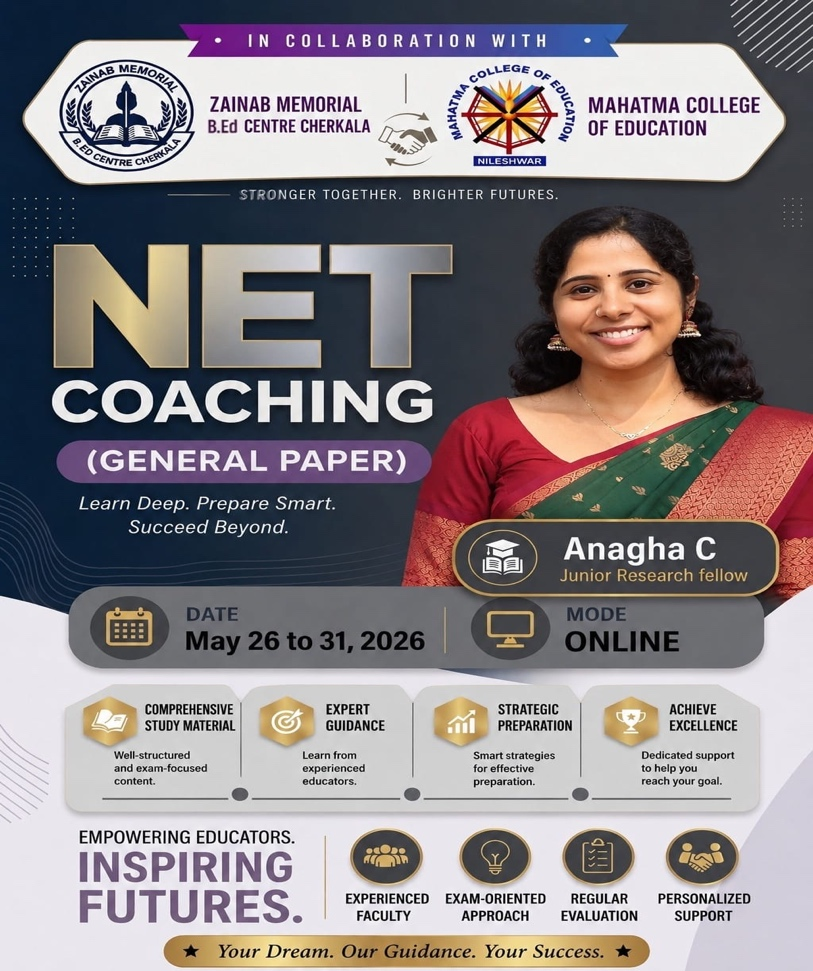 • IN COLLABORATION WITH •
ZAINAB MEMORIAL
B.ED CENTRE CHERKALA
ZAINAB MEMORIAL
B.Ed CENTRE CHERKALA
MAHATMA COLLEGE OF EDUCATION
NILESHWAR
MAHATMA COLLEGE
OF EDUCATION
STRONGER TOGETHER. BRIGHTER FUTURES.
NET
COACHING
(GENERAL PAPER)
Learn Deep. Prepare Smart.
Succeed Beyond.
Anagha C
Junior Research fellow
DATE
May 26 to 31, 2026
MODE
ONLINE
COMPREHENSIVE
STUDY MATERIAL
Well-structured
and exam-focused
content.
EXPERT
GUIDANCE
Learn from
experienced
educators.
STRATEGIC
PREPARATION
Smart strategies
for effective
preparation.
ACHIEVE
EXCELLENCE
Dedicated support
to help you
reach your goal.
EMPOWERING EDUCATORS.
INSPIRING
FUTURES.
EXPERIENCED
FACULTY
EXAM-ORIENTED
APPROACH
REGULAR
EVALUATION
PERSONALIZED
SUPPORT
★ Your Dream. Our Guidance. Your Success. ★